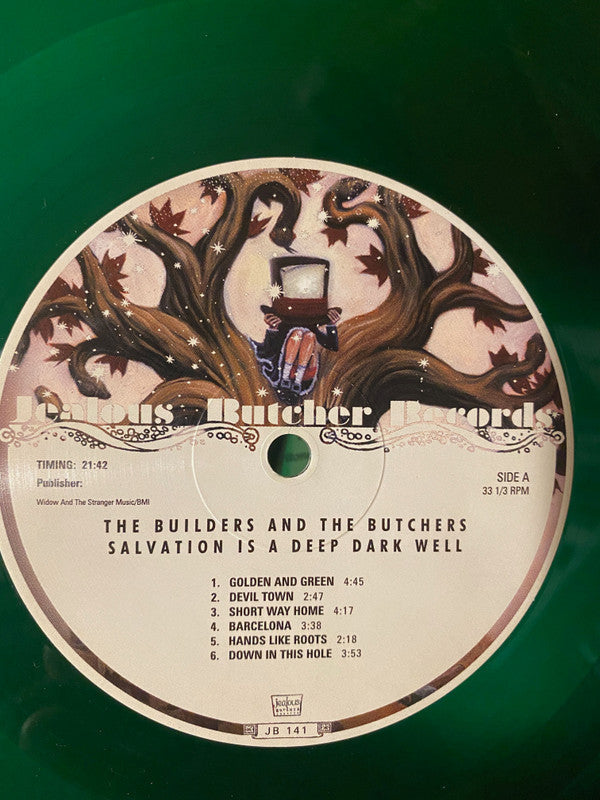 Jealous Butcher Records
TIMING: 21:42
Publisher:
Widow And The Stranger Music/BMI
SIDE A
33 1/3 RPM
THE BUILDERS AND THE BUTCHERS
SALVATION IS A DEEP DARK WELL
1. GOLDEN AND GREEN 4:45
2. DEVIL TOWN 2:47
3. SHORT WAY HOME 4:17
4. BARCELONA 3:38
5. HANDS LIKE ROOTS 2:18
6. DOWN IN THIS HOLE 3:53
jealous
BUTCHER
RECORDS
JB 141